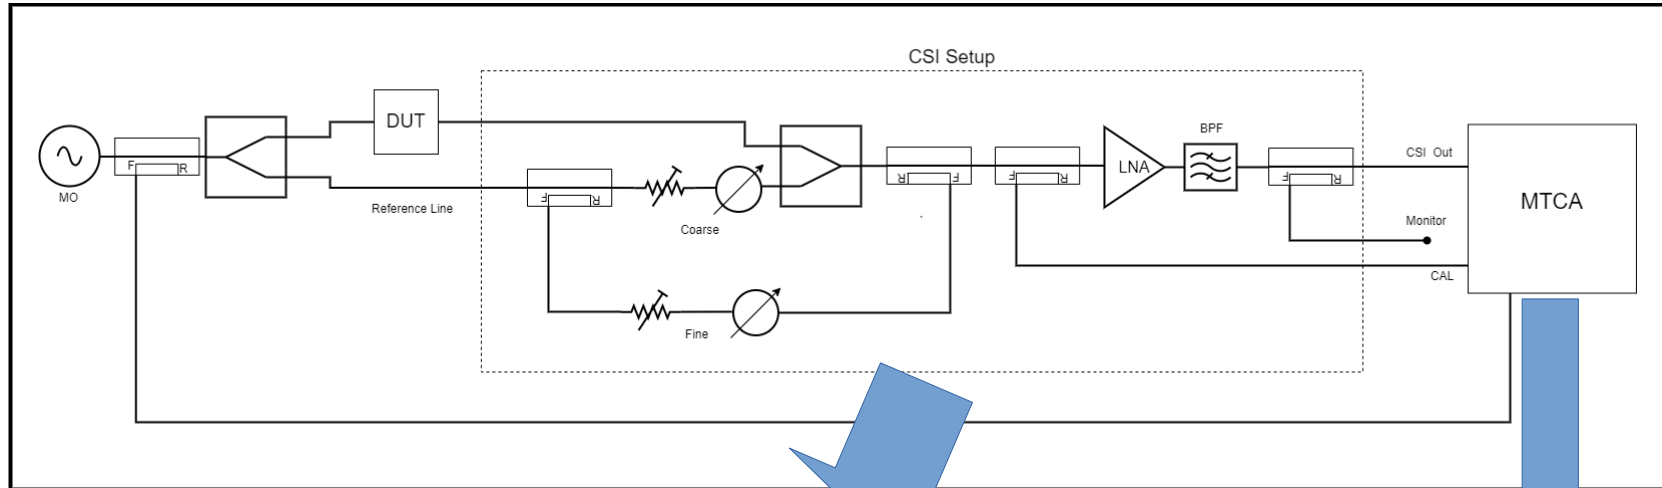 CSI Setup
DUT
BPF
LNA
CSI Out
MTCA
F
R
MO
Reference Line
F
R
Coarse
R
F
F
R
F
R
Monitor
CAL
Fine